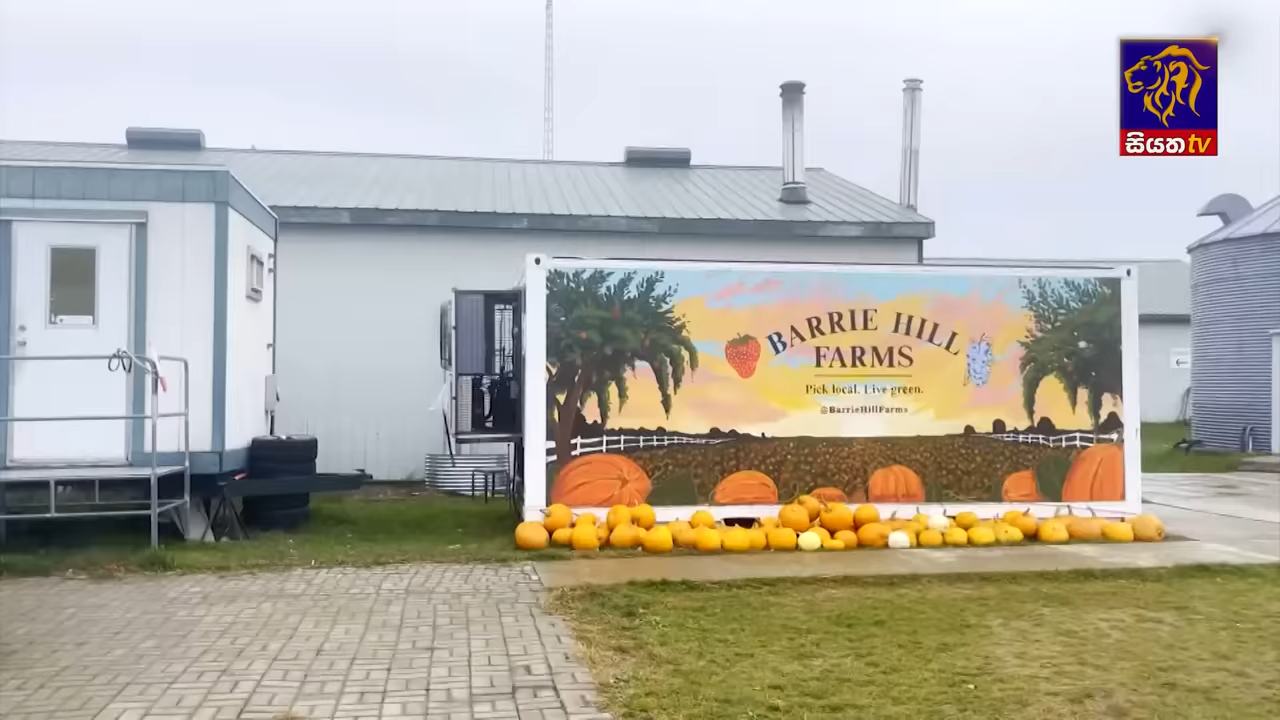 සියත tv
BARRIE HILL
FARMS
Pick local. Live green.
@BarrieHillFarms